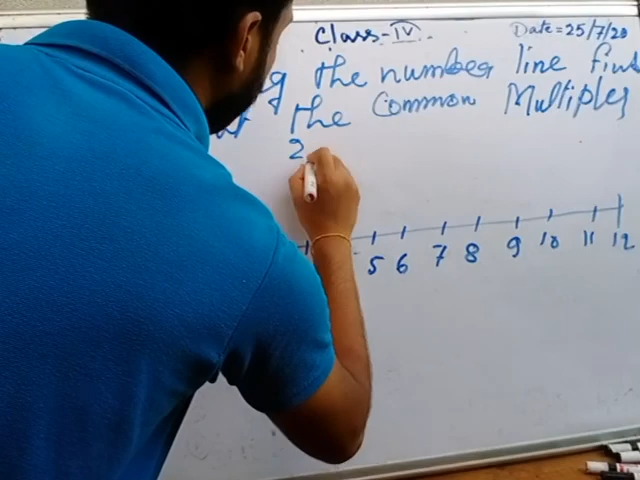 Class-IV
Date=25/7/20
the number line find
the Common Multiples
2
5 6 7 8 9 10 11 12